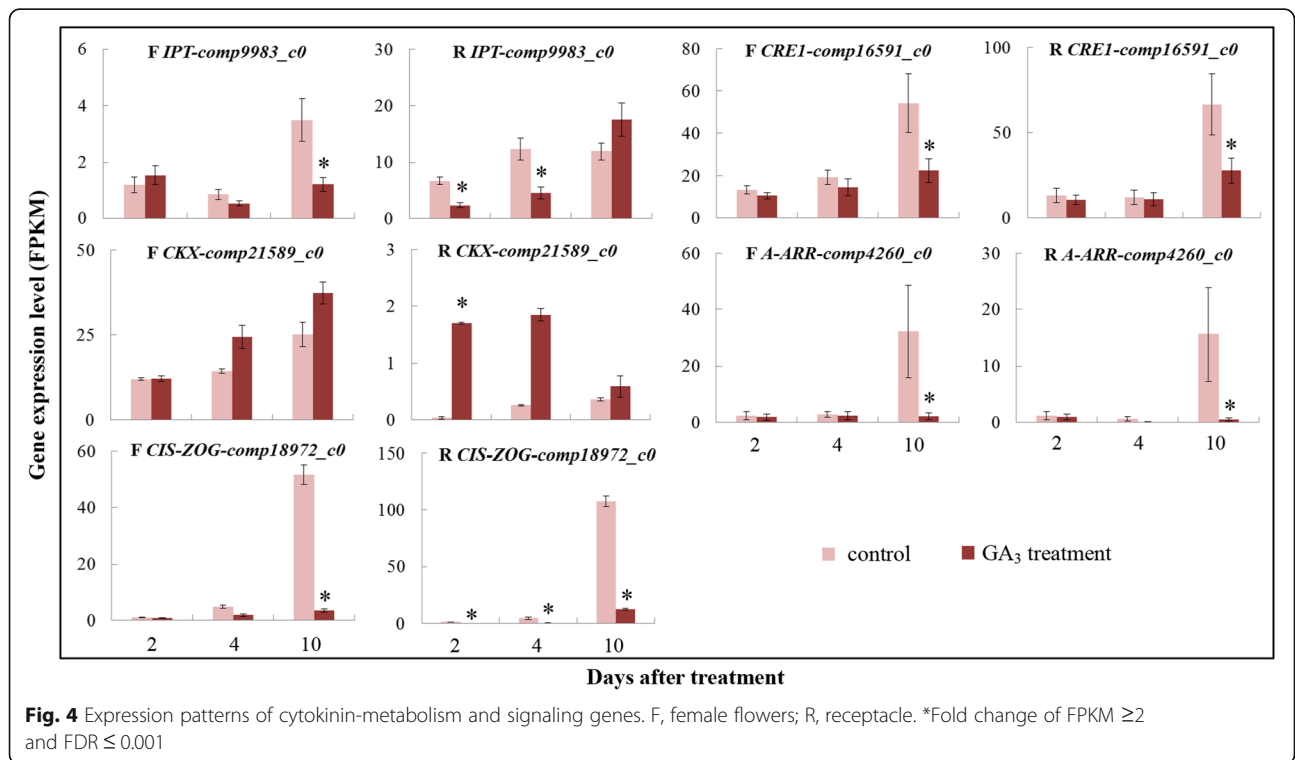 Gene expression level (FPKM)
F IPT-comp9983_c0
6
4
2
0
R IPT-comp9983_c0
30
20
10
0
*
*
*
F CRE1-comp16591_c0
80
60
40
20
0
*
R CRE1-comp16591_c0
100
50
0
*
F CKX-comp21589_c0
50
25
0
R CKX-comp21589_c0
3
2
1
0
*
F A-ARR-comp4260_c0
60
40
20
0
*
2 4 10
R A-ARR-comp4260_c0
30
20
10
0
*
2 4 10
F CIS-ZOG-comp18972_c0
60
40
20
0
*
2 4 10
R CIS-ZOG-comp18972_c0
150
100
50
0
* * *
2 4 10
control GA3 treatment
Days after treatment
Fig. 4 Expression patterns of cytokinin-metabolism and signaling genes. F, female flowers; R, receptacle. *Fold change of FPKM ≥2
and FDR ≤ 0.001